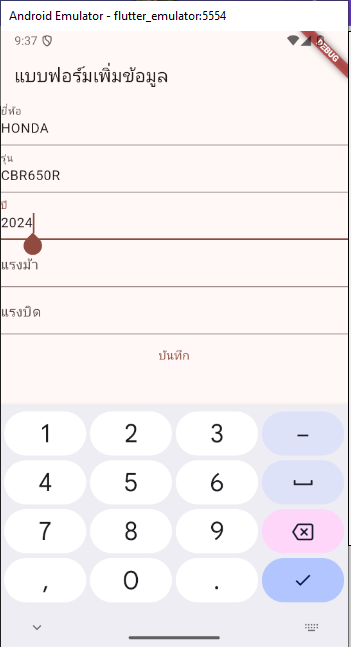 Android Emulator - flutter_emulator:5554
9:37
DEBUG
แบบฟอร์มเพิ่มข้อมูล
ยี่ห้อ
HONDA
รุ่น
CBR650R
ปี
2024
แรงม้า
แรงบิด
บันทึก
1 2 3 –
4 5 6
7 8 9
, 0 .